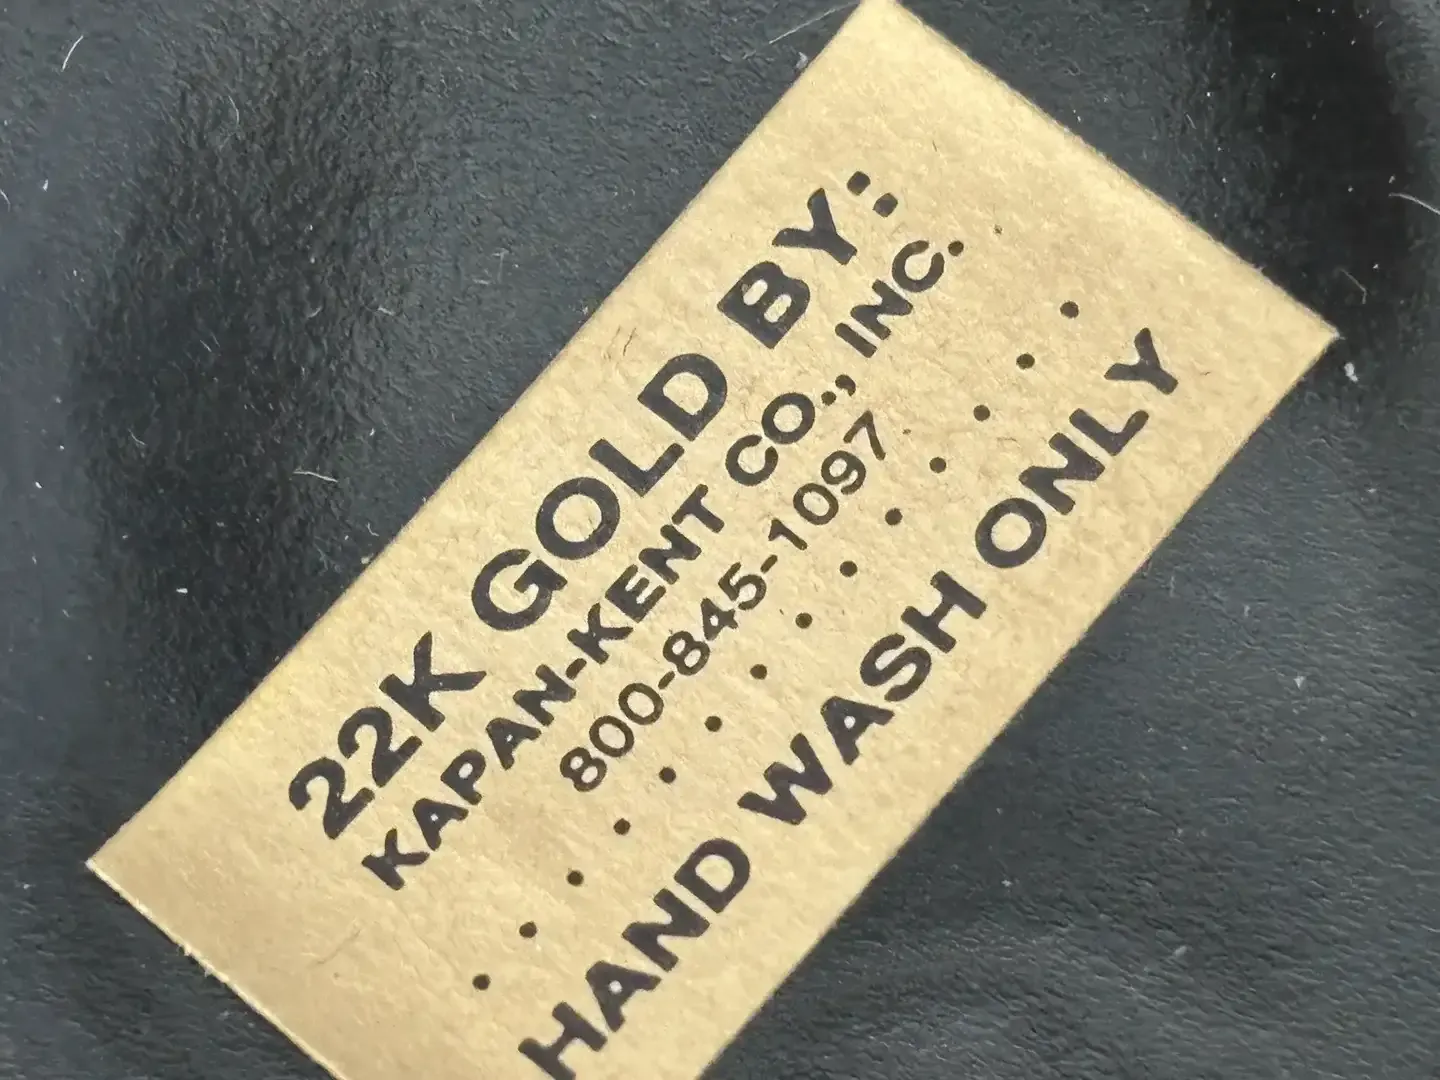 22K GOLD BY:
KAPAN-KENT CO., INC.
800-845-1097
. . . . . . . . . . . . . .
HAND WASH ONLY